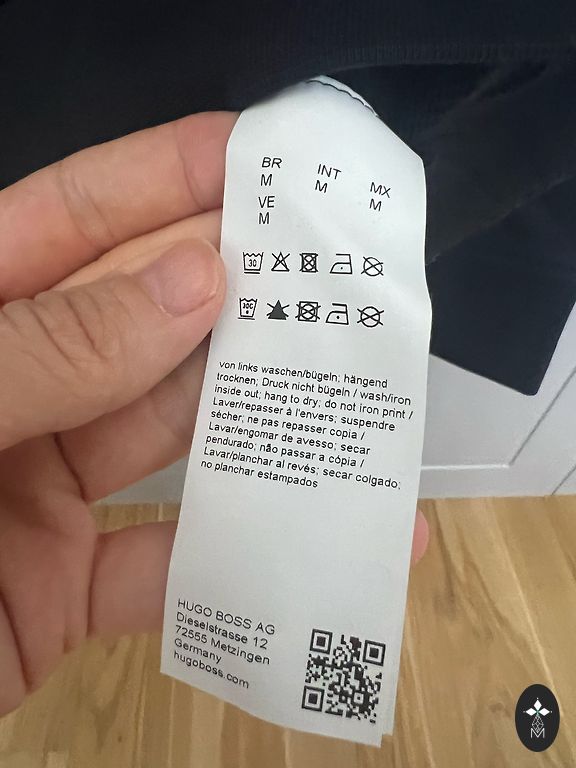 BR INT MX
M M M
VE
M
30
30C
von links waschen/bügeln; hängend
trocknen; Druck nicht bügeln / wash/iron
inside out; hang to dry; do not iron print /
Laver/repasser à l'envers; suspendre
sécher; ne pas repasser copia /
Lavar/engomar de avesso; secar
pendurado; não passar a cópia /
Lavar/planchar al revés; secar colgado;
no planchar estampados
HUGO BOSS AG
Dieselstrasse 12
72555 Metzingen
Germany
hugoboss.com
M